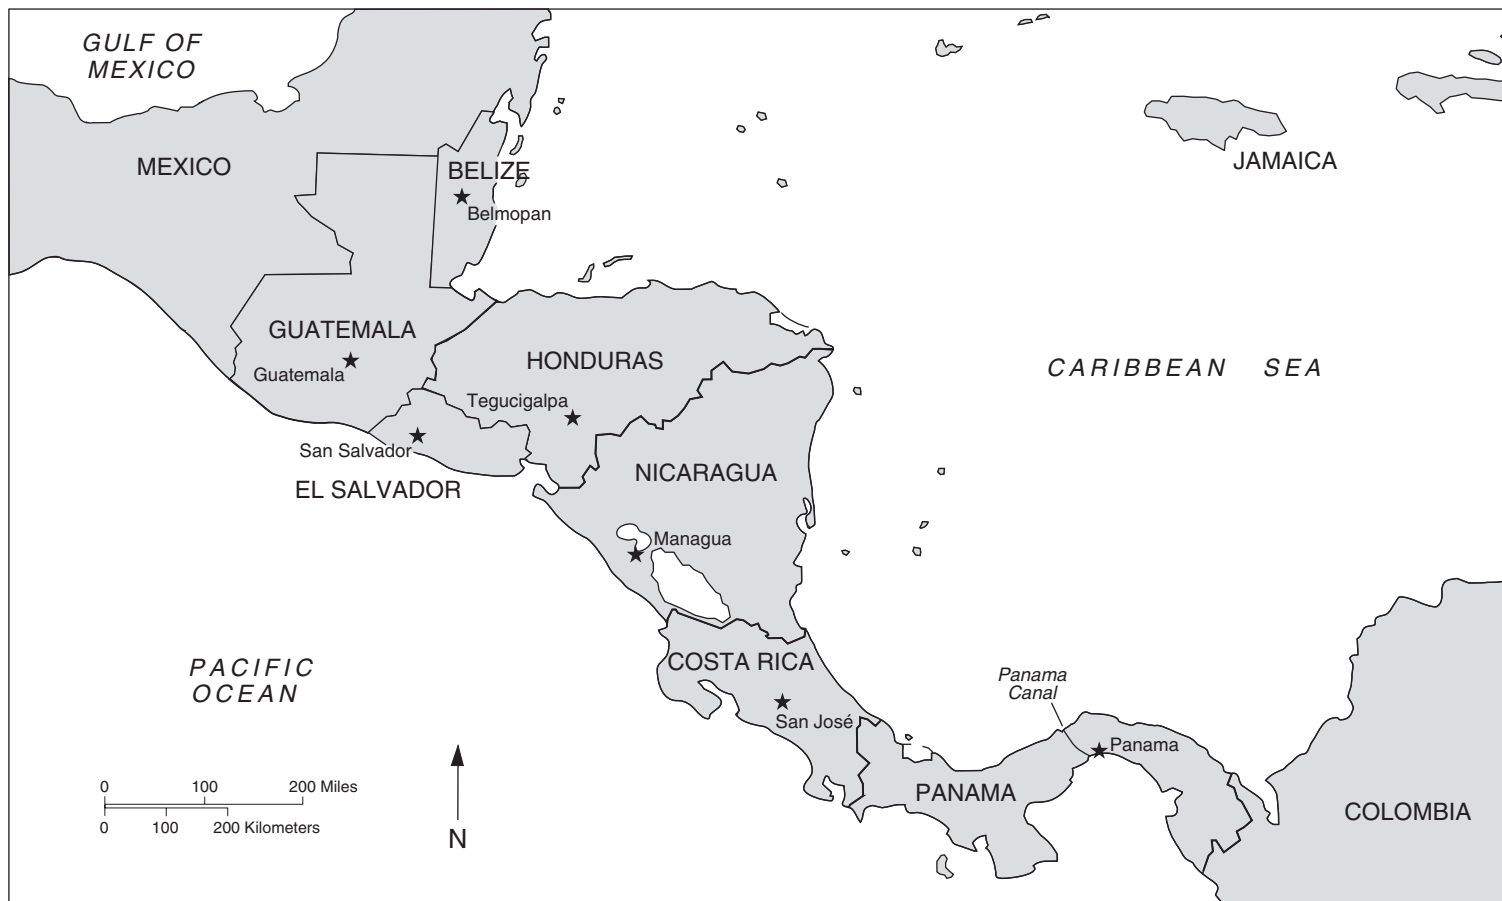 GULF OF
MEXICO
MEXICO
BELIZE
Belmopan
JAMAICA
GUATEMALA
Guatemala
HONDURAS
Tegucigalpa
CARIBBEAN SEA
San Salvador
EL SALVADOR
NICARAGUA
Managua
PACIFIC
OCEAN
COSTA RICA
San José
Panama
Canal
Panama
PANAMA
COLOMBIA
0 100 200 Miles
0 100 200 Kilometers
N